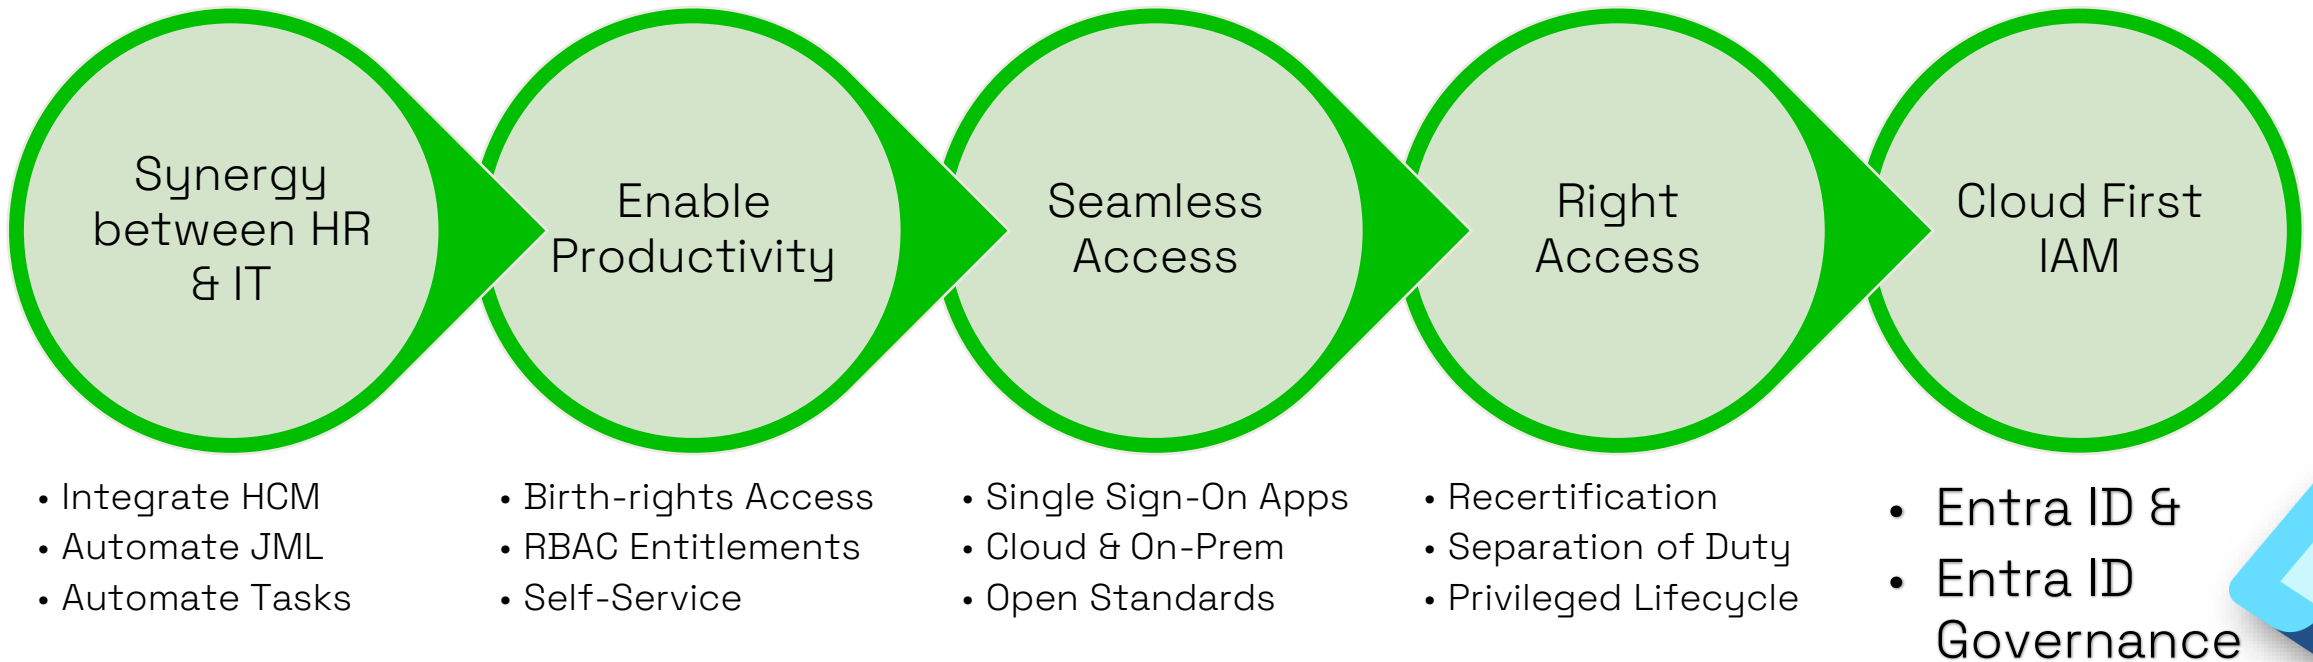 Synergy
between HR
& IT
Enable
Productivity
Seamless
Access
Right
Access
Cloud First
IAM
• Integrate HCM
• Automate JML
• Automate Tasks
• Birth-rights Access
• RBAC Entitlements
• Self-Service
• Single Sign-On Apps
• Cloud & On-Prem
• Open Standards
• Recertification
• Separation of Duty
• Privileged Lifecycle
• Entra ID &
• Entra ID
Governance